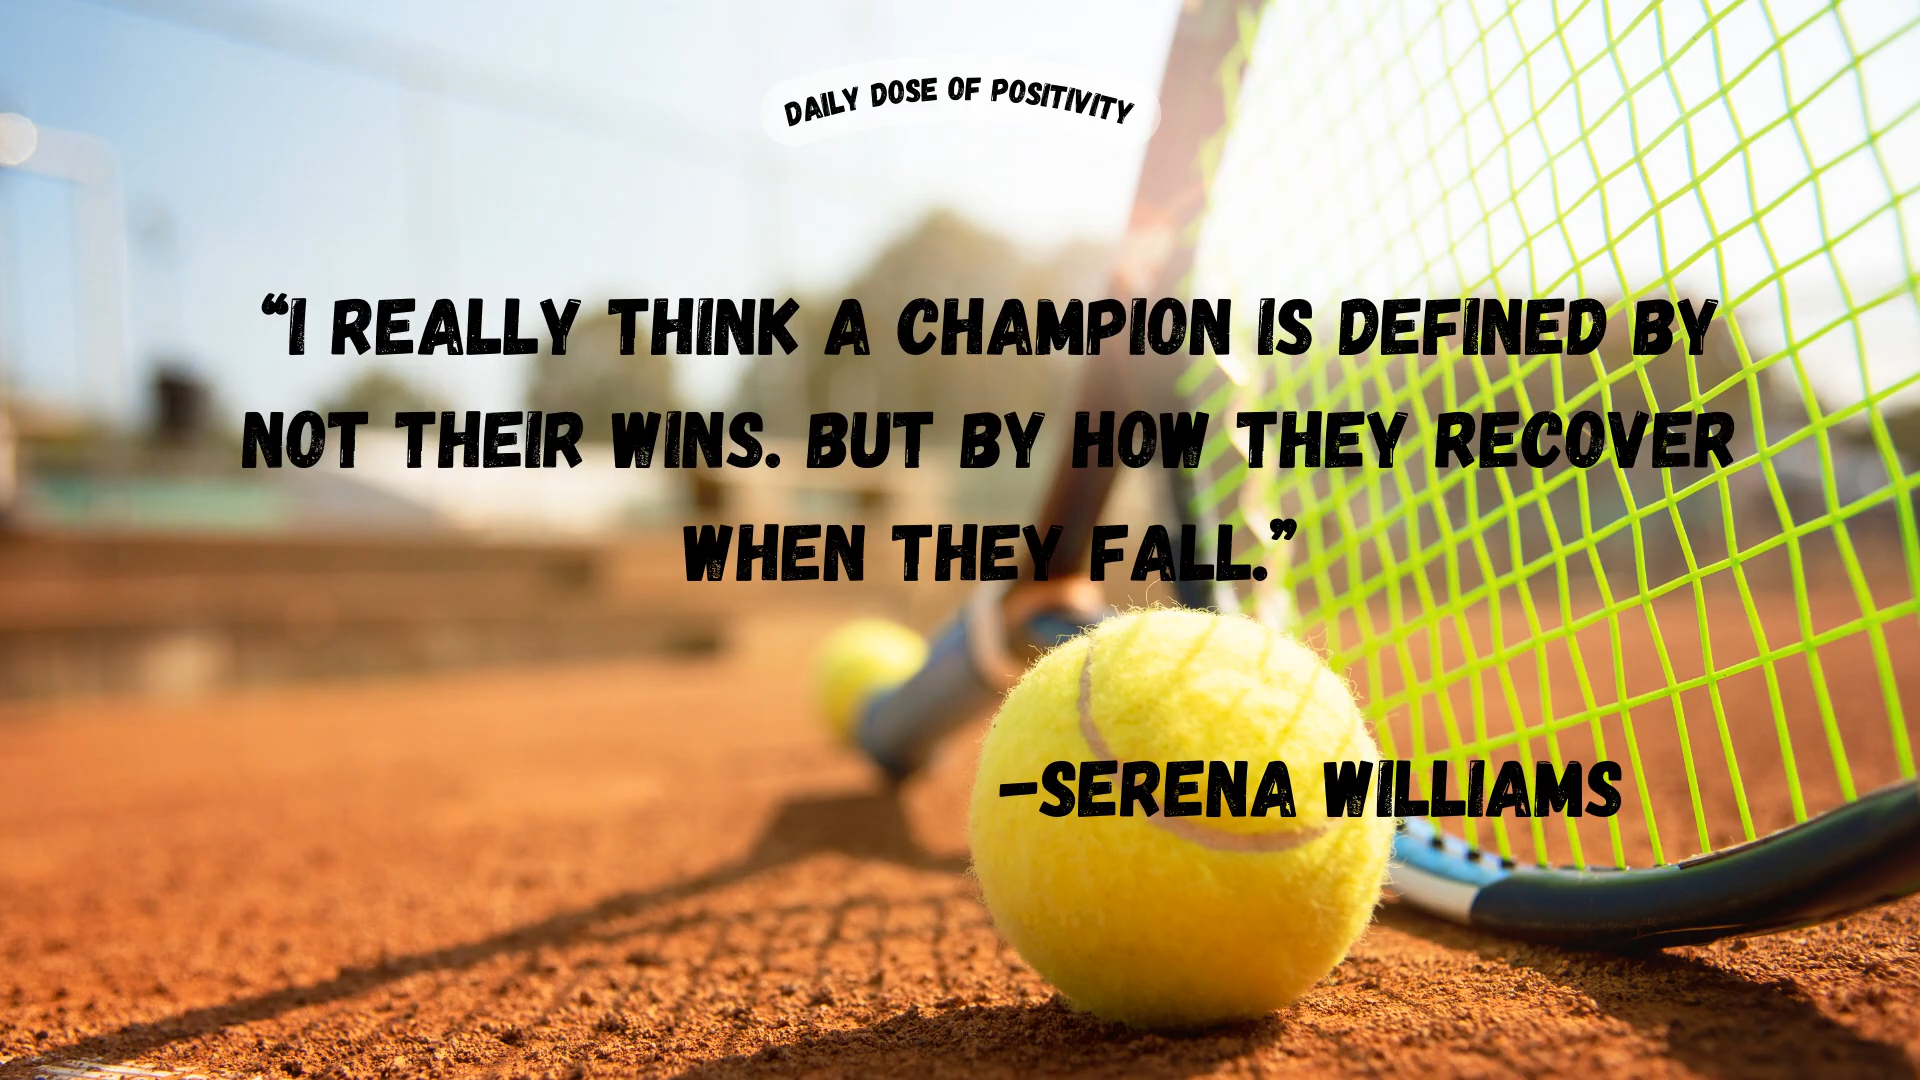 DAILY DOSE OF POSITIVITY
“I REALLY THINK A CHAMPION IS DEFINED BY
NOT THEIR WINS. BUT BY HOW THEY RECOVER
WHEN THEY FALL.”
–SERENA WILLIAMS